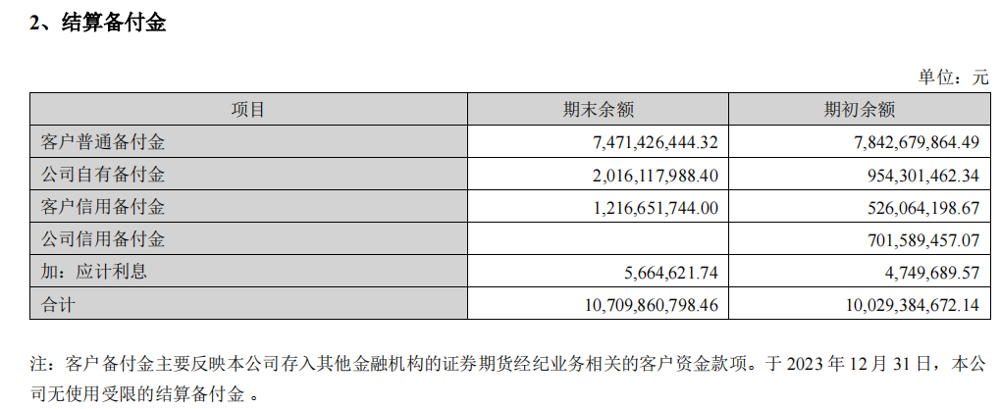 2、结算备付金
单位：元
项目 期末余额 期初余额
客户普通备付金 7,471,426,444.32 7,842,679,864.49
公司自有备付金 2,016,117,988.40 954,301,462.34
客户信用备付金 1,216,651,744.00 526,064,198.67
公司信用备付金 701,589,457.07
加：应计利息 5,664,621.74 4,749,689.57
合计 10,709,860,798.46 10,029,384,672.14
注：客户备付金主要反映本公司存入其他金融机构的证券期货经纪业务相关的客户资金款项。于 2023 年 12 月 31 日，本公
司无使用受限的结算备付金 。